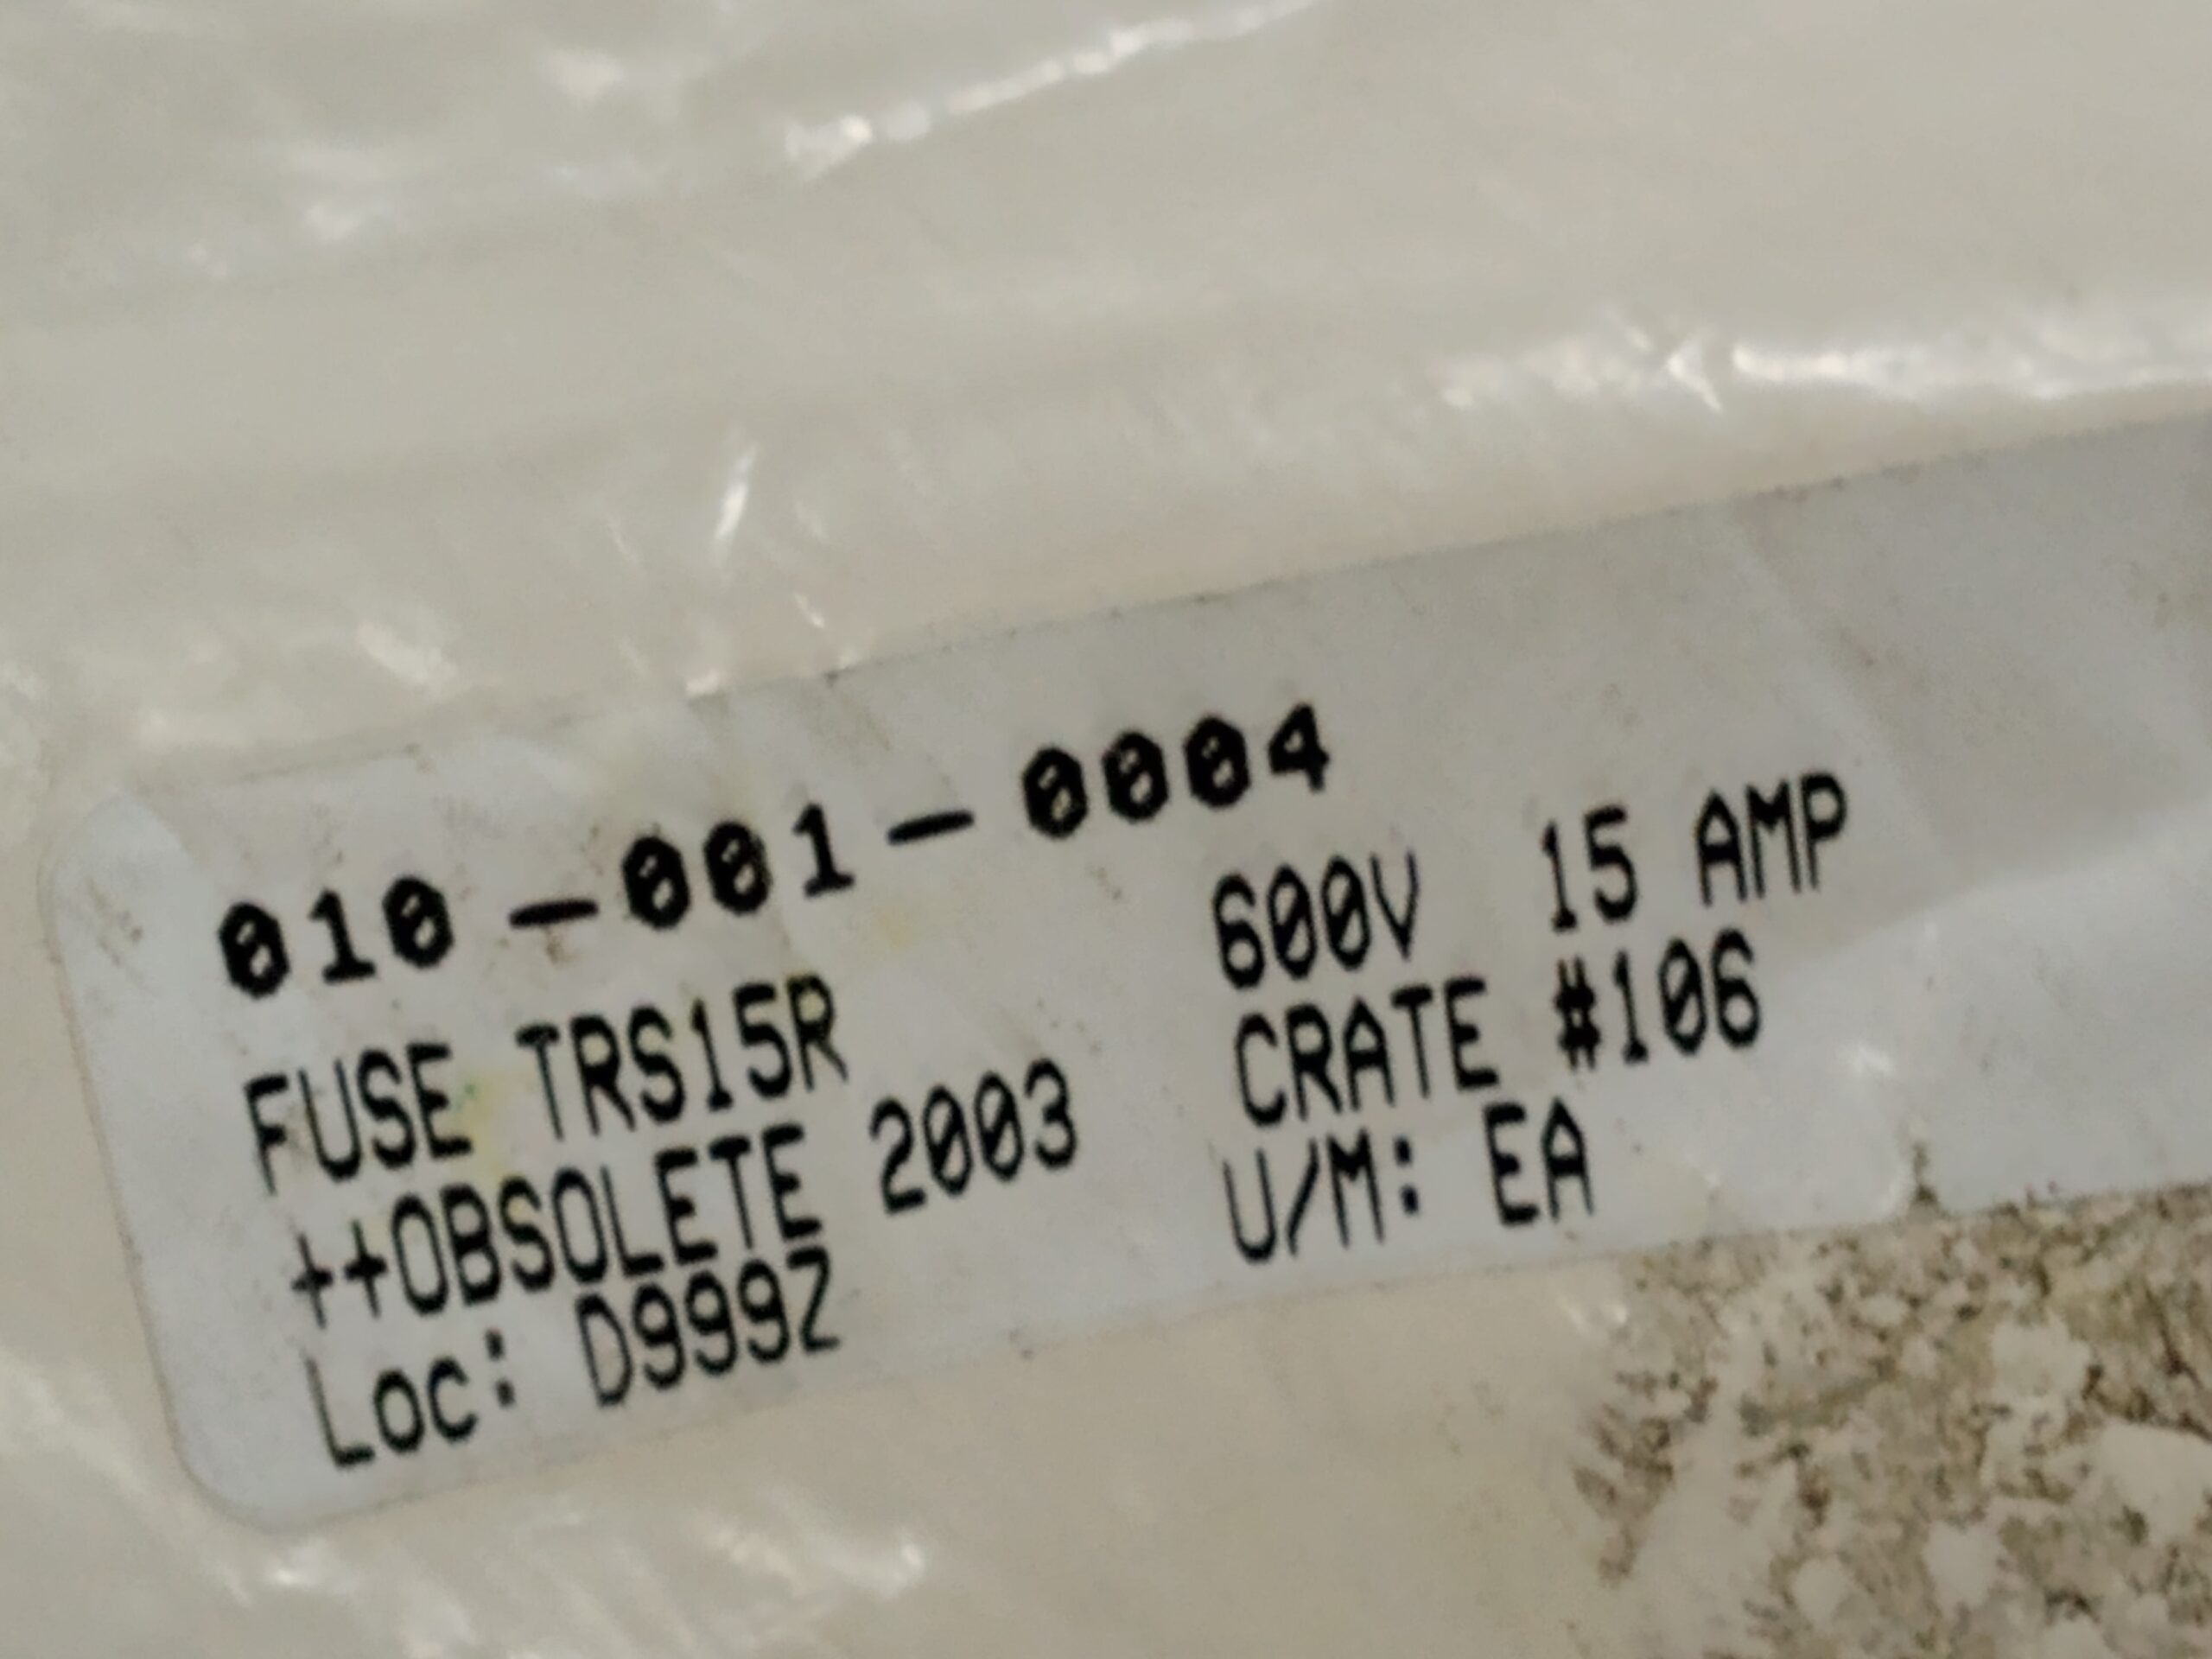 010-001-0004
FUSE TRS15R 600V 15 AMP
++OBSOLETE 2003 CRATE #106
Loc: D999Z U/M: EA